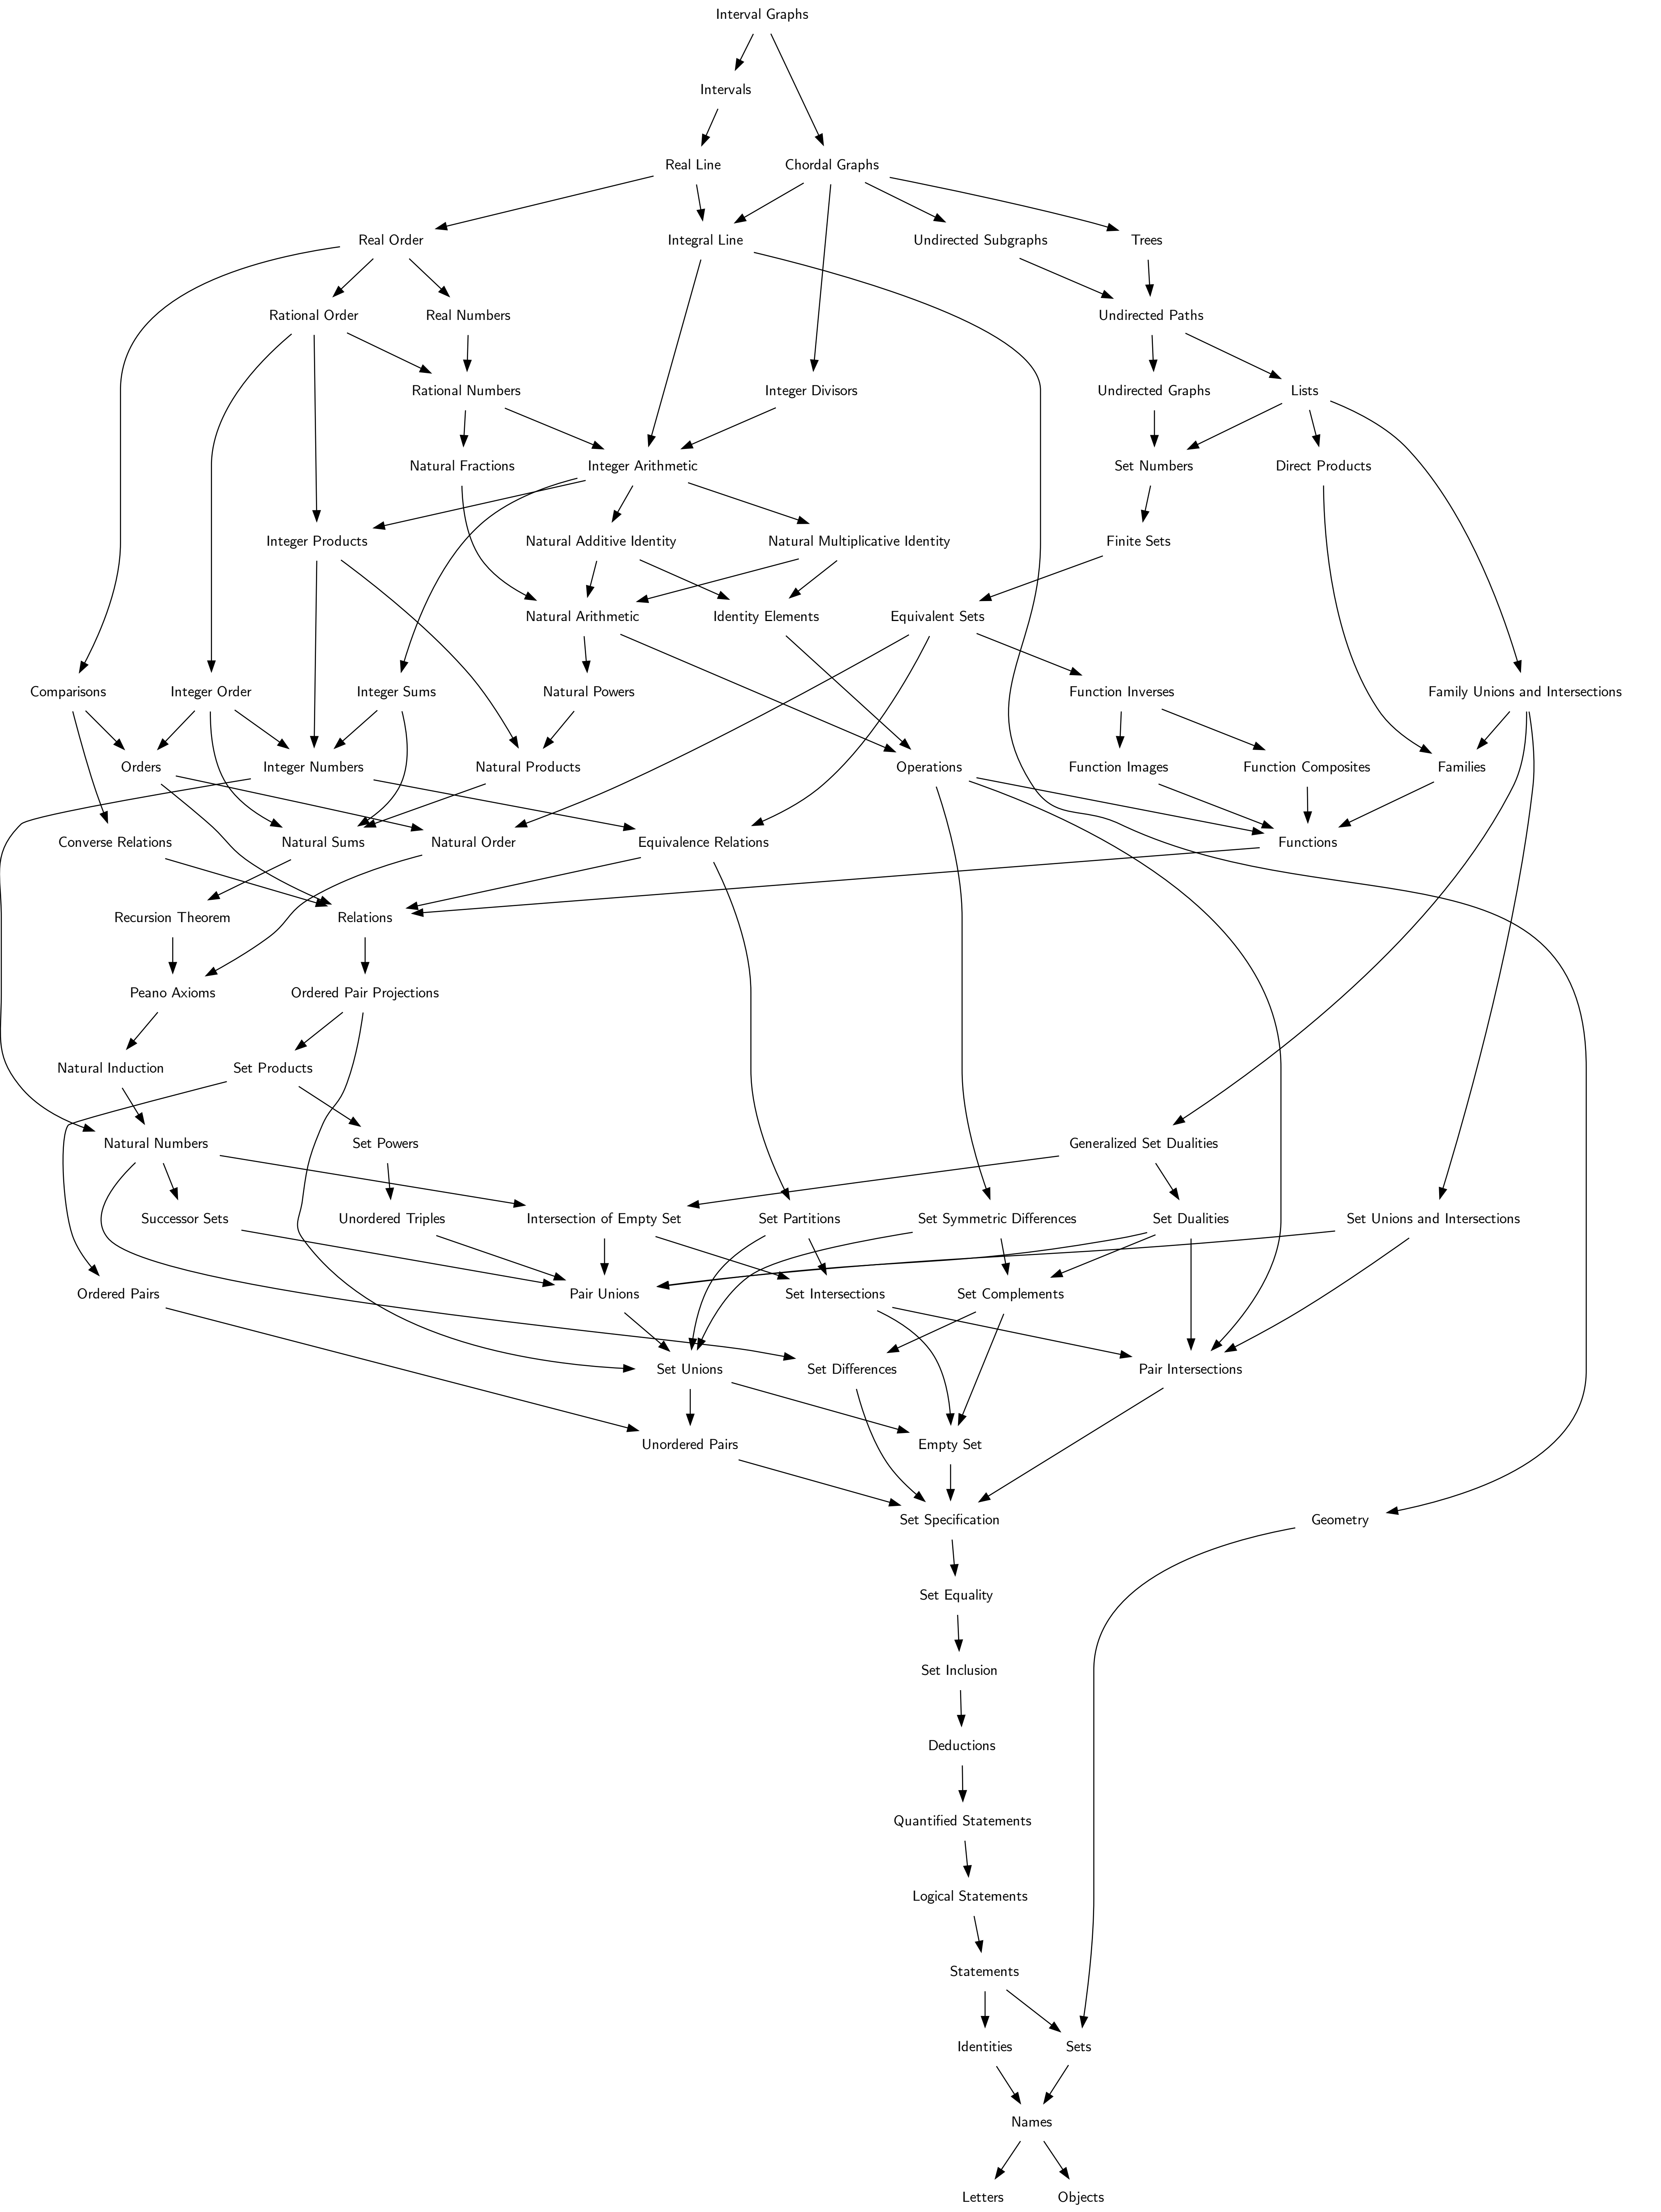 Interval Graphs
Intervals
Real Line
Chordal Graphs
Real Order
Integral Line
Undirected Subgraphs
Trees
Rational Order
Real Numbers
Undirected Paths
Rational Numbers
Integer Divisors
Undirected Graphs
Lists
Natural Fractions
Integer Arithmetic
Set Numbers
Direct Products
Integer Products
Natural Additive Identity
Natural Multiplicative Identity
Finite Sets
Natural Arithmetic
Identity Elements
Equivalent Sets
Comparisons
Integer Order
Integer Sums
Natural Powers
Function Inverses
Family Unions and Intersections
Orders
Integer Numbers
Natural Products
Operations
Function Images
Function Composites
Families
Converse Relations
Natural Sums
Natural Order
Equivalence Relations
Functions
Recursion Theorem
Relations
Peano Axioms
Ordered Pair Projections
Natural Induction
Set Products
Natural Numbers
Set Powers
Generalized Set Dualities
Successor Sets
Unordered Triples
Intersection of Empty Set
Set Partitions
Set Symmetric Differences
Set Dualities
Set Unions and Intersections
Ordered Pairs
Pair Unions
Set Intersections
Set Complements
Set Unions
Set Differences
Pair Intersections
Unordered Pairs
Empty Set
Set Specification
Geometry
Set Equality
Set Inclusion
Deductions
Quantified Statements
Logical Statements
Statements
Identities
Sets
Names
Letters
Objects